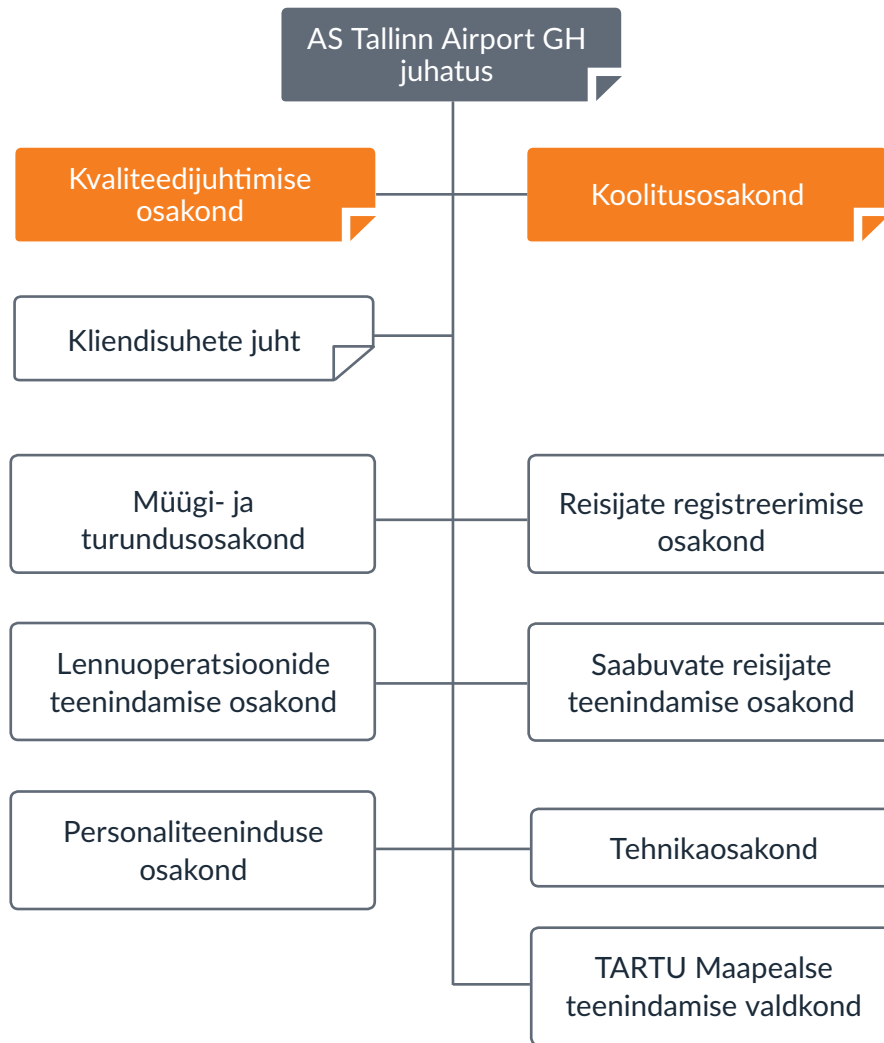 AS Tallinn Airport GH
juhatus
Kvaliteedijuhtimise
osakond
Koolitusosakond
Kliendisuhete juht
Müügi- ja
turundusosakond
Reisijate registreerimise
osakond
Lennuoperatsioonide
teenindamise osakond
Saabuvate reisijate
teenindamise osakond
Personaliteeninduse
osakond
Tehnikaosakond
TARTU Maapealse
teenindamise valdkond